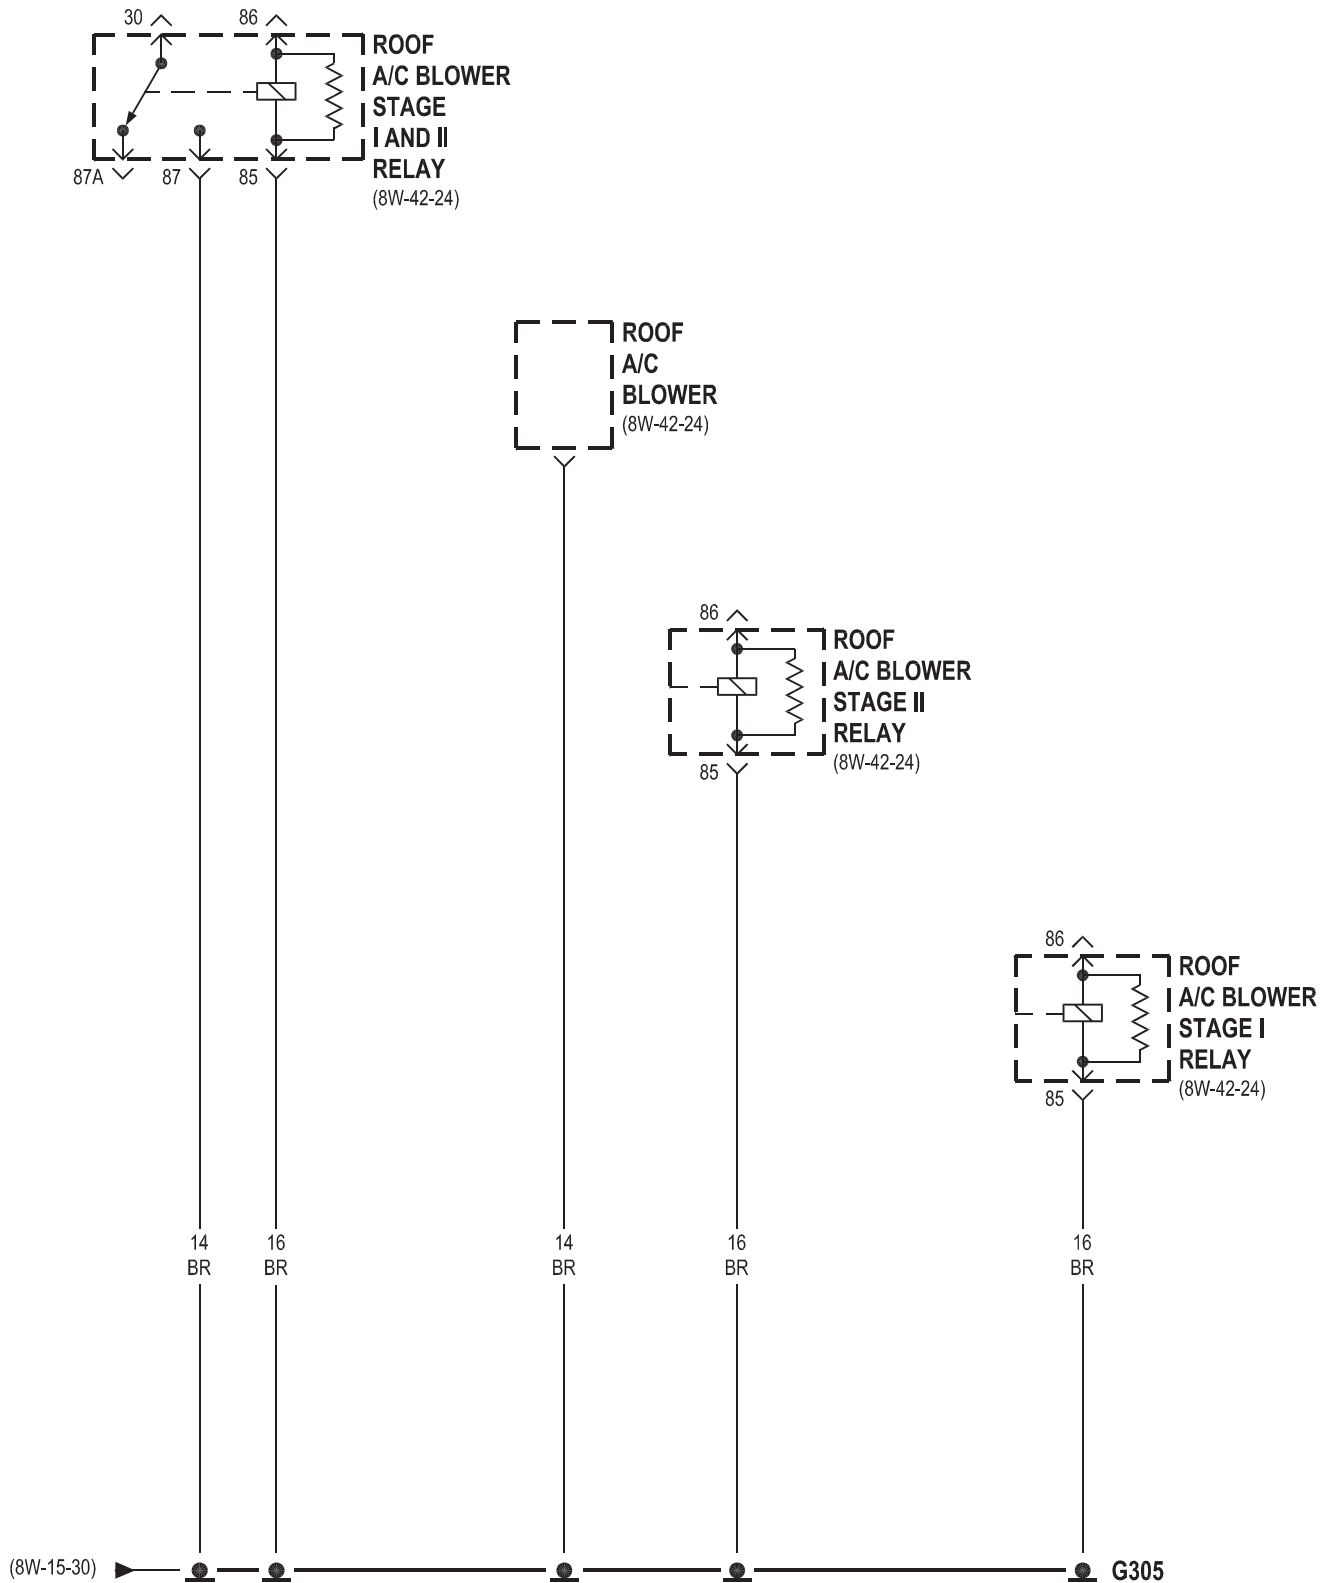 30 86
ROOF
A/C BLOWER
STAGE
I AND II
RELAY
(8W-42-24)
87A 87 85
ROOF
A/C
BLOWER
(8W-42-24)
86
ROOF
A/C BLOWER
STAGE II
RELAY
(8W-42-24)
85
86
ROOF
A/C BLOWER
STAGE I
RELAY
(8W-42-24)
85
14 16 14 16 16
BR BR BR BR BR
(8W-15-30) G305